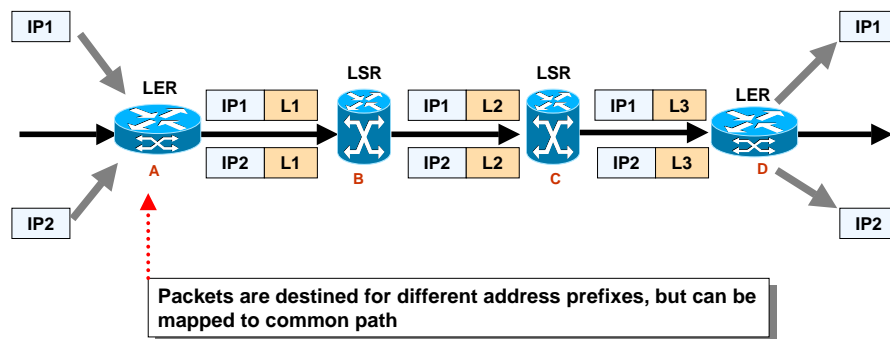 IP1
IP1
LER
LSR
LSR
LER
IP1 L1
IP1 L2
IP1 L3
IP2 L1
IP2 L2
IP2 L3
A
B
C
D
IP2
IP2
Packets are destined for different address prefixes, but can be
mapped to common path